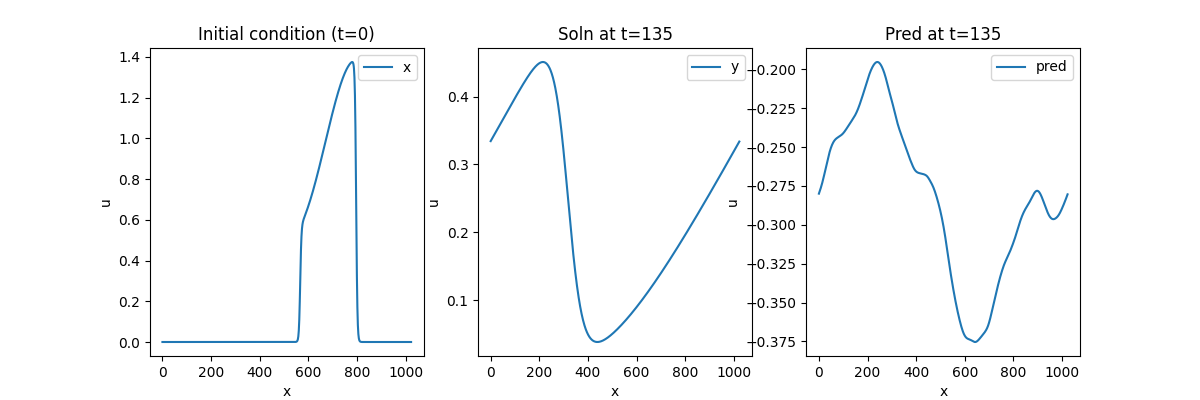 Initial condition (t=0)
1.4
1.2
1.0
0.8
0.6
0.4
0.2
0.0
u
x
0 200 400 600 800 1000
x
Soln at t=135
0.4
0.3
0.2
0.1
u
y
0 200 400 600 800 1000
x
Pred at t=135
−0.200
−0.225
−0.250
−0.275
−0.300
−0.325
−0.350
−0.375
u
pred
0 200 400 600 800 1000
x